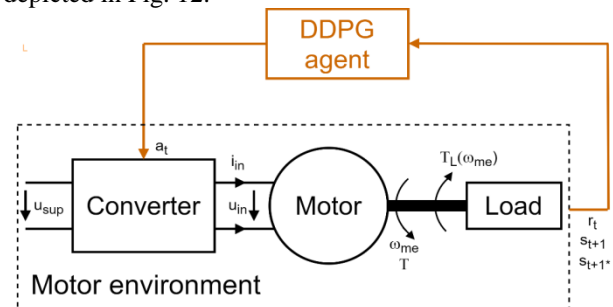 depicted in Fig. 12.
DDPG
agent
a_t
i_in
T_L(ω_me)
u_sup
Converter
u_in
Motor
Load
ω_me
T
r_t
s_t+1
s_t+1*
Motor environment